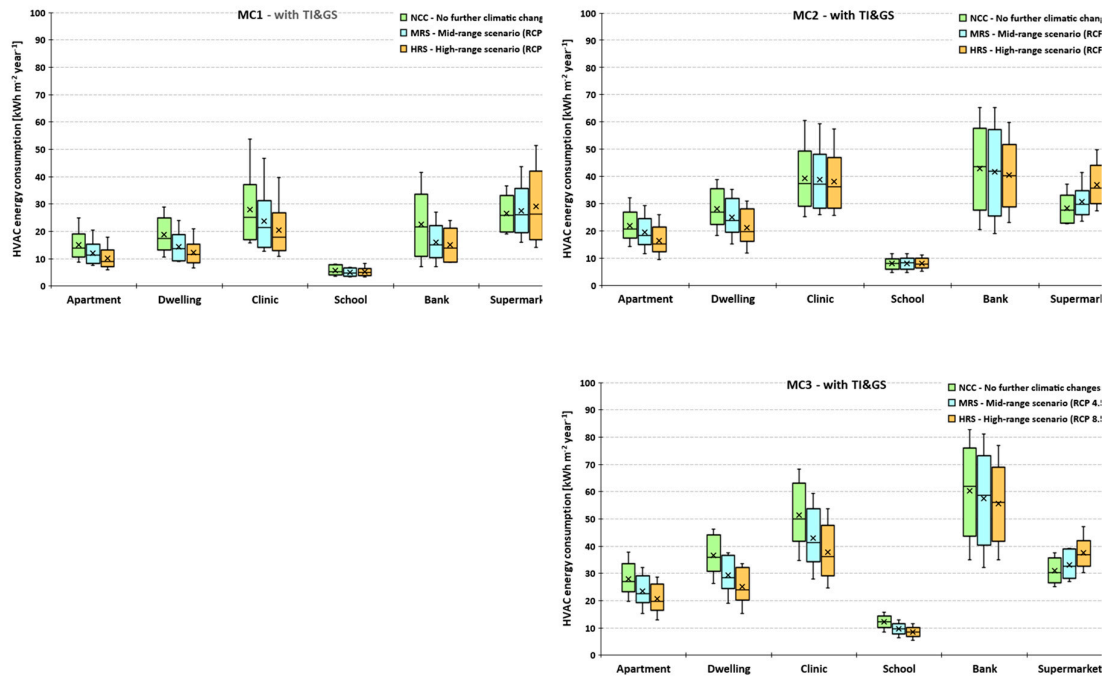 MC1 - with TI&GS
NCC - No further climatic chang
MRS - Mid-range scenario (RCP
HRS - High-range scenario (RCP
HVAC energy consumption [kWh m⁻² year⁻¹]
100
90
80
70
60
50
40
30
20
10
0
Apartment Dwelling Clinic School Bank Supermark
MC2 - with TI&GS
NCC - No further climatic chang
MRS - Mid-range scenario (RCP
HRS - High-range scenario (RCP
HVAC energy consumption [kWh m⁻² year⁻¹]
100
90
80
70
60
50
40
30
20
10
0
Apartment Dwelling Clinic School Bank Supermark
MC3 - with TI&GS
NCC - No further climatic changes
MRS - Mid-range scenario (RCP 4.5
HRS - High-range scenario (RCP 8.5
HVAC energy consumption [kWh m⁻² year⁻¹]
100
90
80
70
60
50
40
30
20
10
0
Apartment Dwelling Clinic School Bank Supermarket